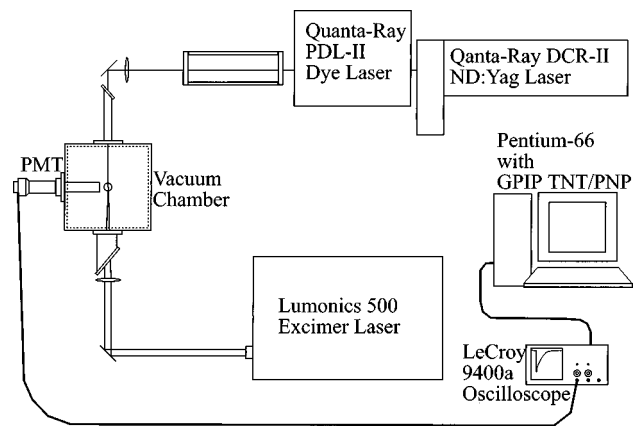 Quanta-Ray
PDL-II
Dye Laser
Qanta-Ray DCR-II
ND:Yag Laser
Pentium-66
with
GPIP TNT/PNP
PMT
Vacuum
Chamber
Lumonics 500
Excimer Laser
LeCroy
9400a
Oscilloscope